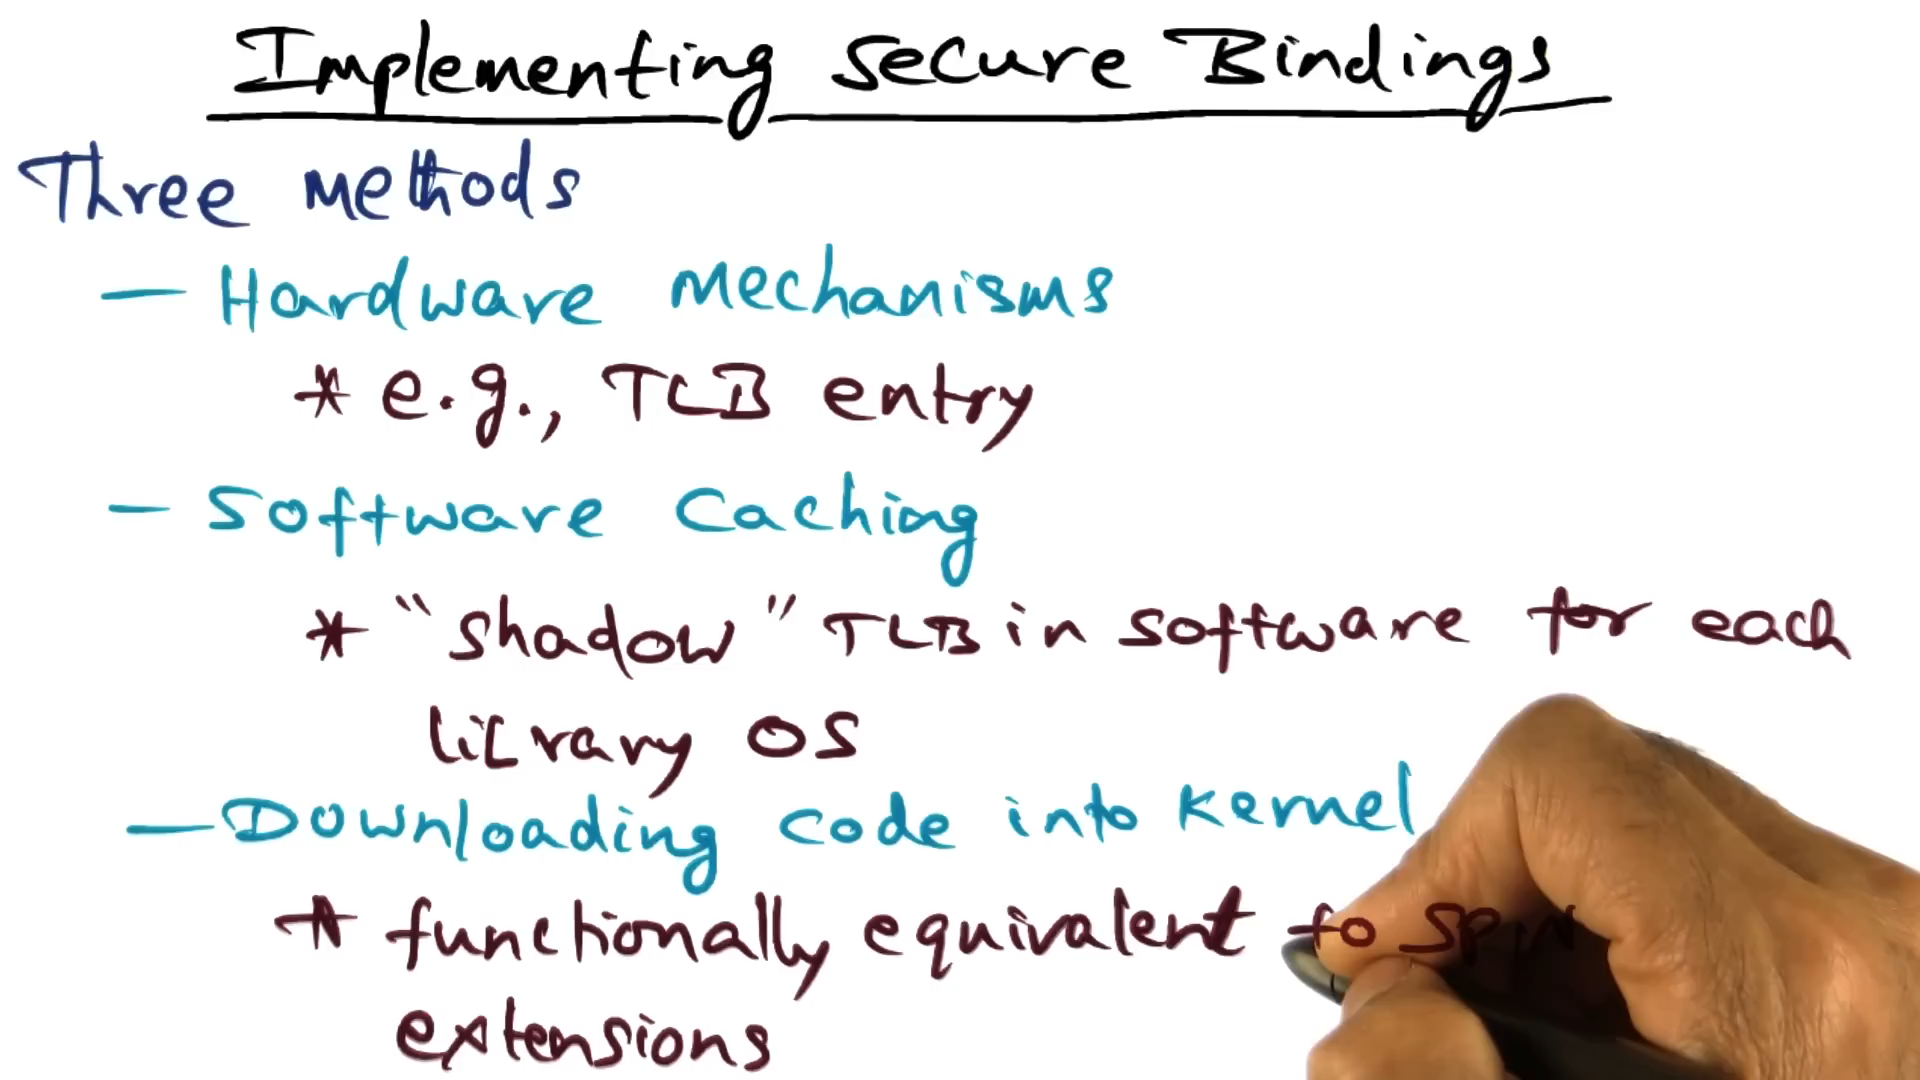 Implementing Secure Bindings
Three methods
- Hardware mechanisms
* e.g., TLB entry
- Software Caching
* "shadow" TLB in software for each
library OS
- Downloading code into Kernel
* functionally equivalent to SPIN
extensions